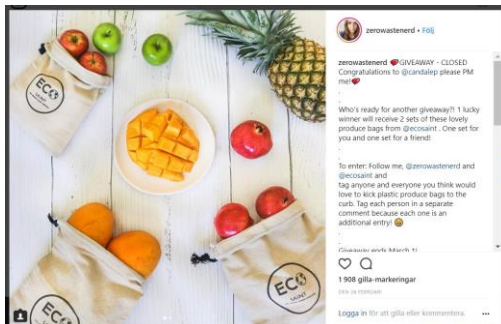 zerowastenerd • Följ
zerowastenerd 💝GIVEAWAY - CLOSED
Congratulations to @candalep please PM
me!💝
.
.
Who's ready for another giveaway?! 1 lucky
winner will receive 2 sets of these lovely
produce bags from @ecosaint . One set for
you and one set for a friend!
.
.
To enter: Follow me, @zerowastenerd and
@ecosaint and
tag anyone and everyone you think would
love to kick plastic produce bags to the
curb. Tag each person in a separate
comment because each one is an
additional entry! 😄
.
.
Giveaway ends March 1!
1 908 gilla-markeringar
DEN 26 FEBRUARI
Logga in för att gilla eller kommentera.
ECO
SAINT
ECO
SAINT
ECO